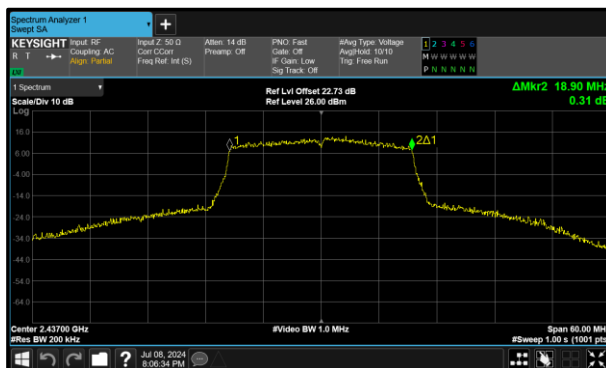 Spectrum Analyzer 1
Swept SA
KEYSIGHT
R T
Input: RF
Coupling: AC
Align: Partial
Input Z: 50 Ω
Corr CCorr
Freq Ref: Int (S)
Atten: 14 dB
Preamp: Off
PNO: Fast
Gate: Off
IF Gain: Low
Sig Track: Off
#Avg Type: Voltage
Avg|Hold: 10/10
Trig: Free Run
1 2 3 4 5 6
M W W W W W
P N N N N N
1 Spectrum
Scale/Div 10 dB
Ref Lvl Offset 22.73 dB
Ref Level 26.00 dBm
ΔMkr2 18.90 MHz
0.31 dB
Log
1
2Δ1
16.0
6.00
-4.00
-14.0
-24.0
-34.0
-44.0
-54.0
-64.0
Center 2.43700 GHz
#Res BW 200 kHz
#Video BW 1.0 MHz
Span 60.00 MH
#Sweep 1.00 s (1001 pts
Jul 08, 2024
8:06:34 PM